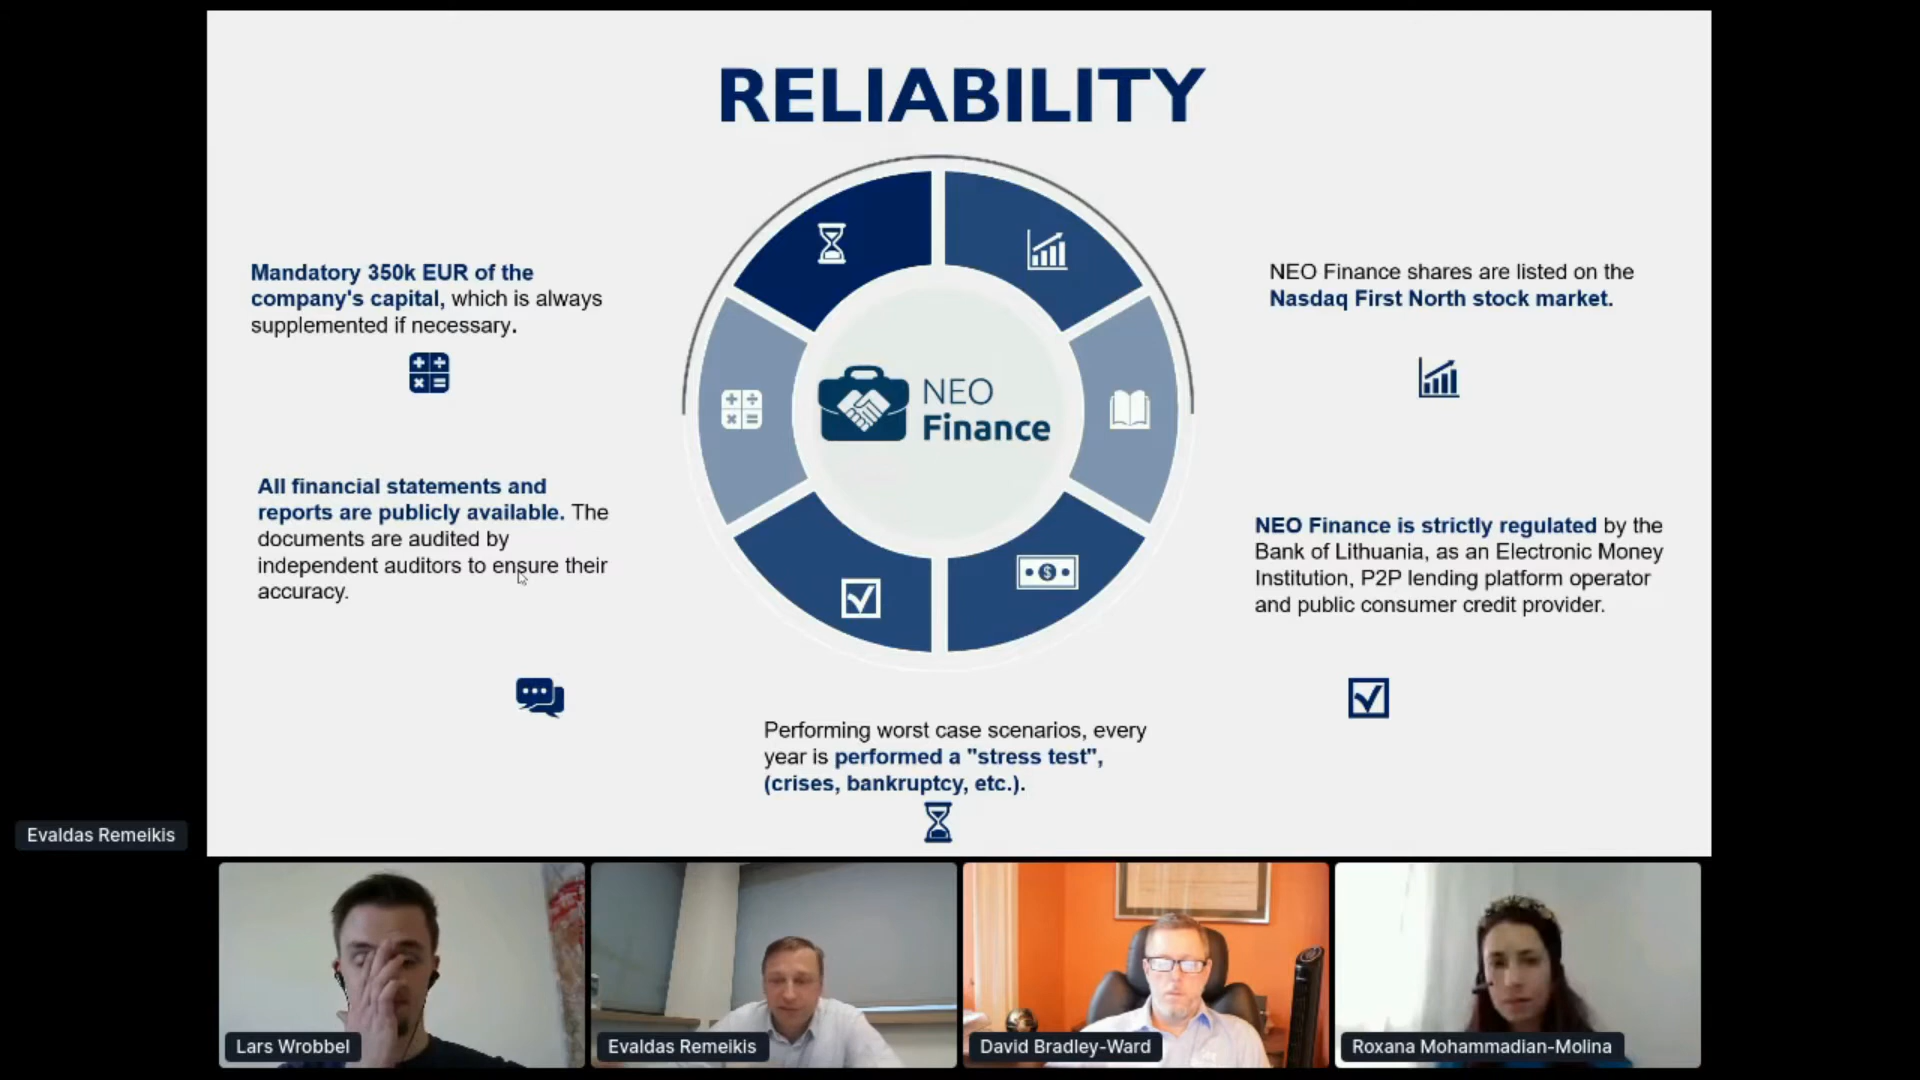 RELIABILITY
Mandatory 350k EUR of the
company's capital, which is always
supplemented if necessary.
All financial statements and
reports are publicly available. The
documents are audited by
independent auditors to ensure their
accuracy.
NEO
Finance
NEO Finance shares are listed on the
Nasdaq First North stock market.
NEO Finance is strictly regulated by the
Bank of Lithuania, as an Electronic Money
Institution, P2P lending platform operator
and public consumer credit provider.
Performing worst case scenarios, every
year is performed a "stress test",
(crises, bankruptcy, etc.).
Evaldas Remeikis
Lars Wrobbel
Evaldas Remeikis
David Bradley-Ward
Roxana Mohammadian-Molina